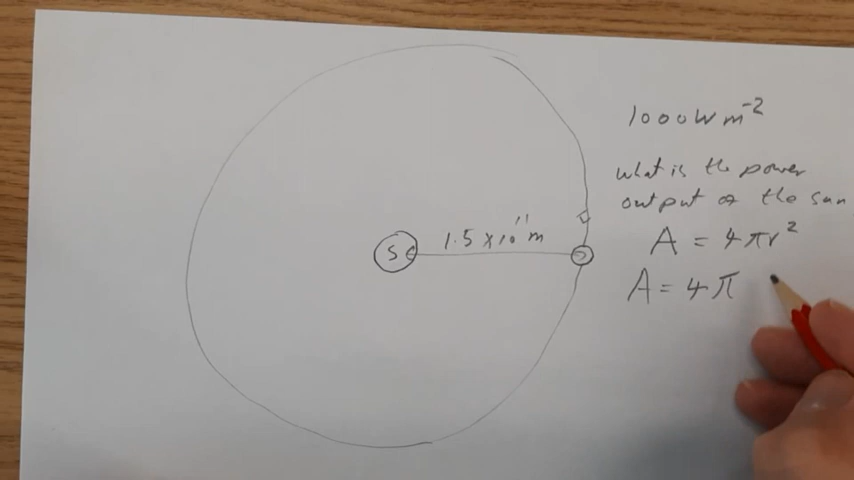 S
1.5 x 10¹¹ m
1000 W m⁻²
what is the power
output of the sun
A = 4πr²
A = 4π